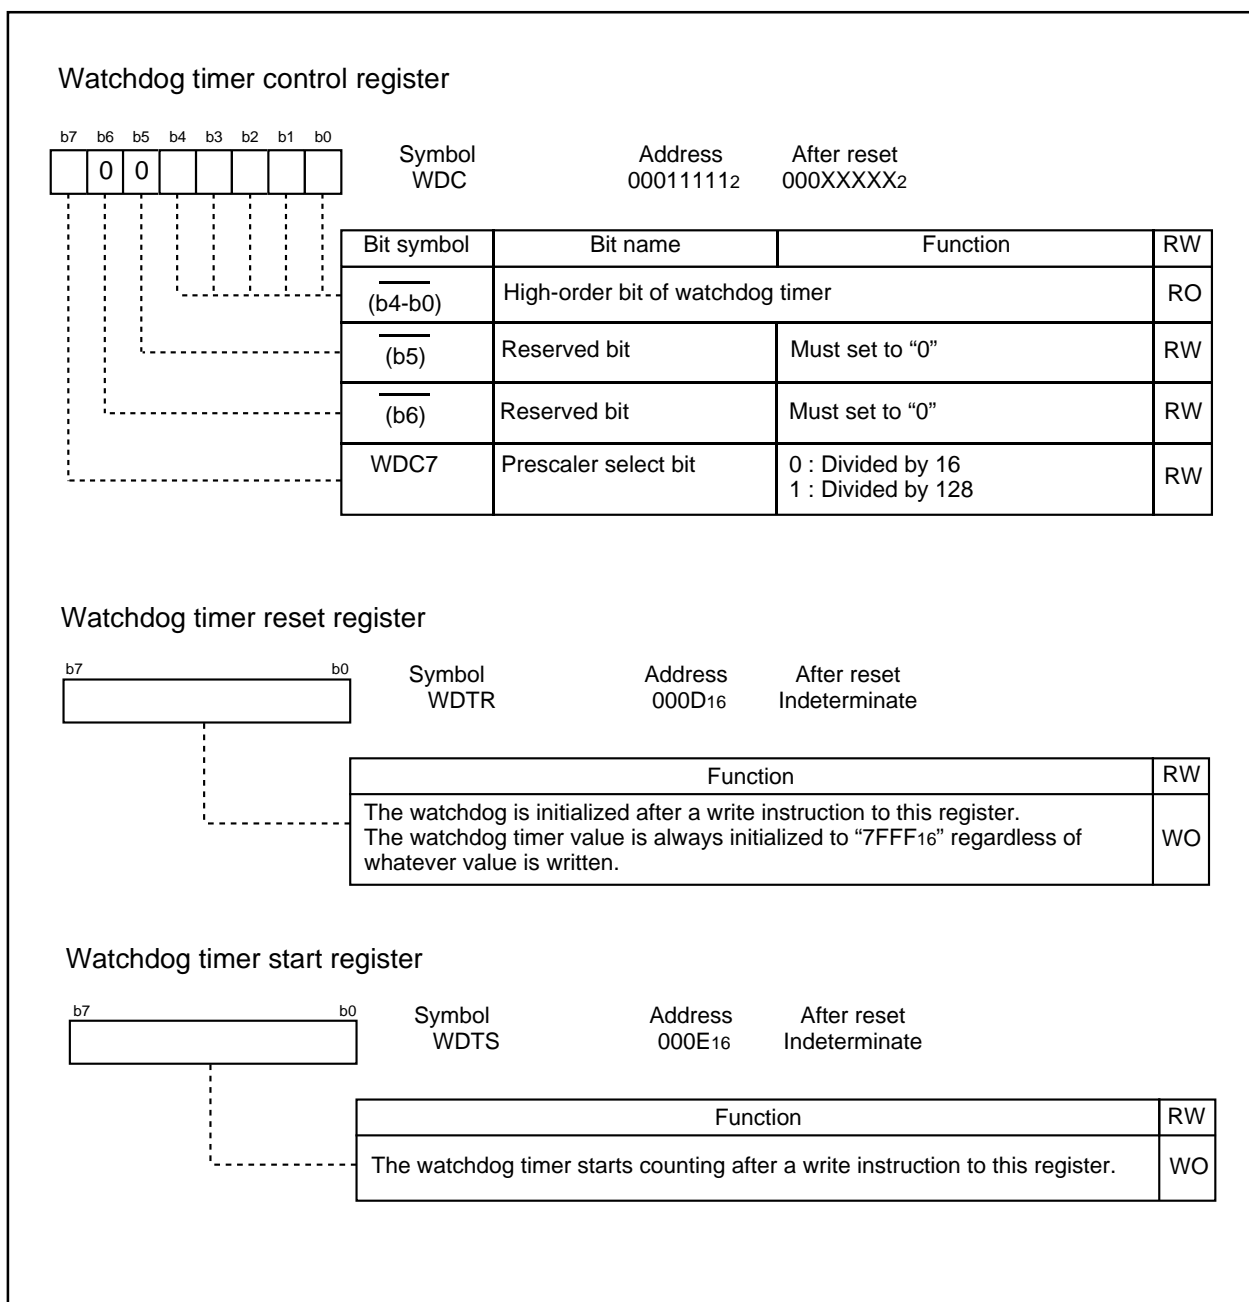 Watchdog timer control register
b7 b6 b5 b4 b3 b2 b1 b0
0 0
Symbol Address After reset
WDC 000111112 000XXXXX2
Bit symbol Bit name Function RW
(b4-b0) High-order bit of watchdog timer RO
(b5) Reserved bit Must set to “0” RW
(b6) Reserved bit Must set to “0” RW
WDC7 Prescaler select bit 0 : Divided by 16
1 : Divided by 128 RW
Watchdog timer reset register
b7 b0
Symbol Address After reset
WDTR 000D16 Indeterminate
Function RW
The watchdog is initialized after a write instruction to this register.
The watchdog timer value is always initialized to “7FFF16” regardless of WO
whatever value is written.
Watchdog timer start register
b7 b0
Symbol Address After reset
WDTS 000E16 Indeterminate
Function RW
The watchdog timer starts counting after a write instruction to this register. WO